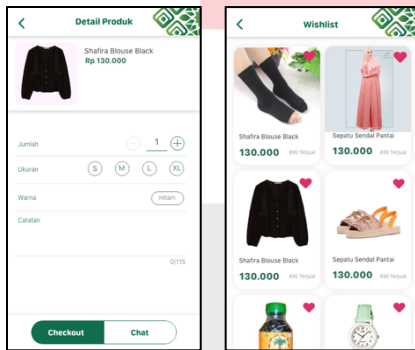 Detail Produk
Shafira Blouse Black
Rp 130.000
Jumlah
1
Ukuran
S M L XL
Warna
Hitam
Catatan
0/115
Checkout
Chat
Wishlist
Shafira Blouse Black
130.000
Sepatu Sendal Pantai
130.000
Shafira Blouse Black
130.000
Sepatu Sendal Pantai
130.000